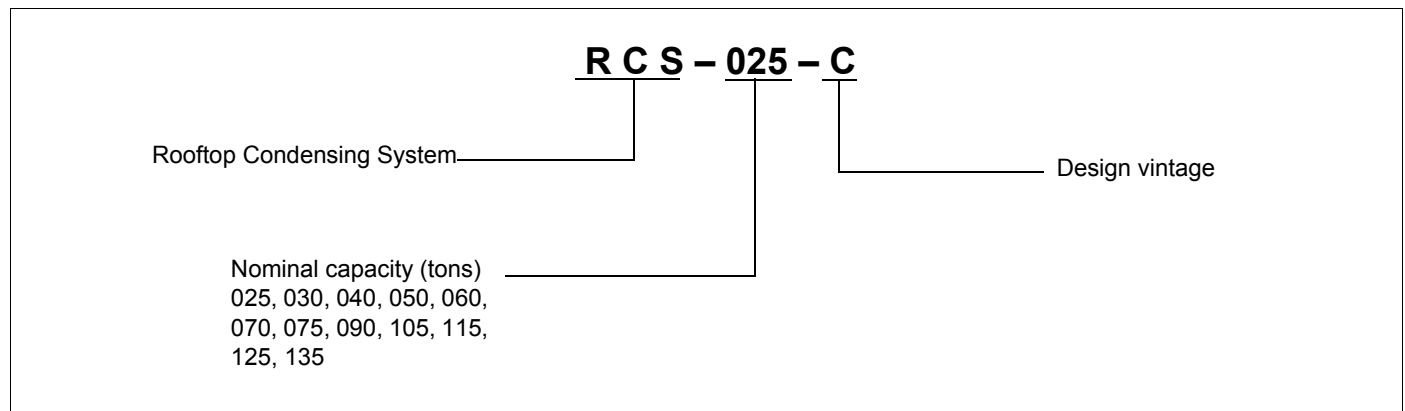 R C S – 025 – C
Rooftop Condensing System
Design vintage
Nominal capacity (tons)
025, 030, 040, 050, 060,
070, 075, 090, 105, 115,
125, 135